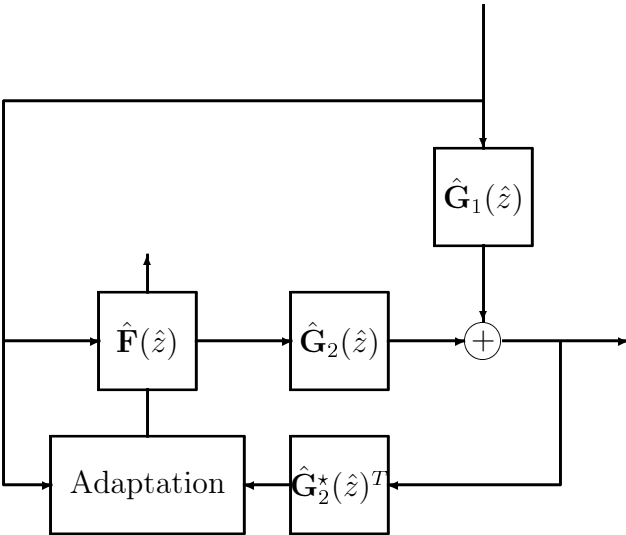 Ĝ₁(ẑ)
F̂(ẑ) Ĝ₂(ẑ) +
Adaptation Ĝ₂⋆(ẑ)ᵀ